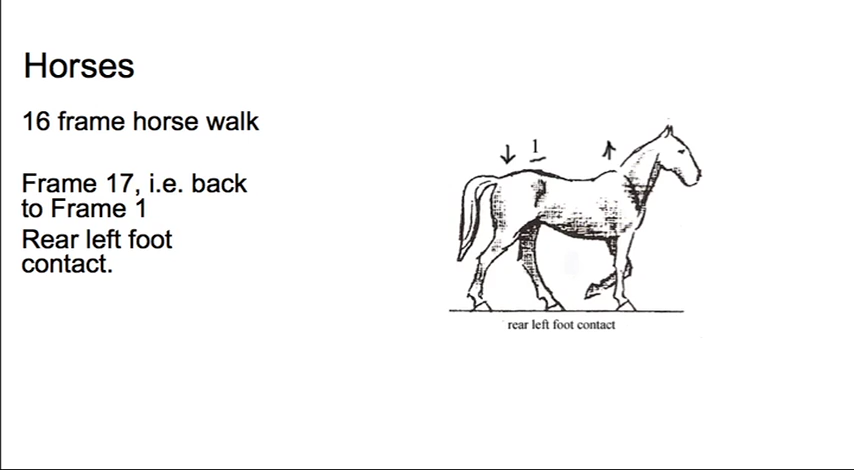 Horses
16 frame horse walk
Frame 17, i.e. back
to Frame 1
Rear left foot
contact.
1
rear left foot contact